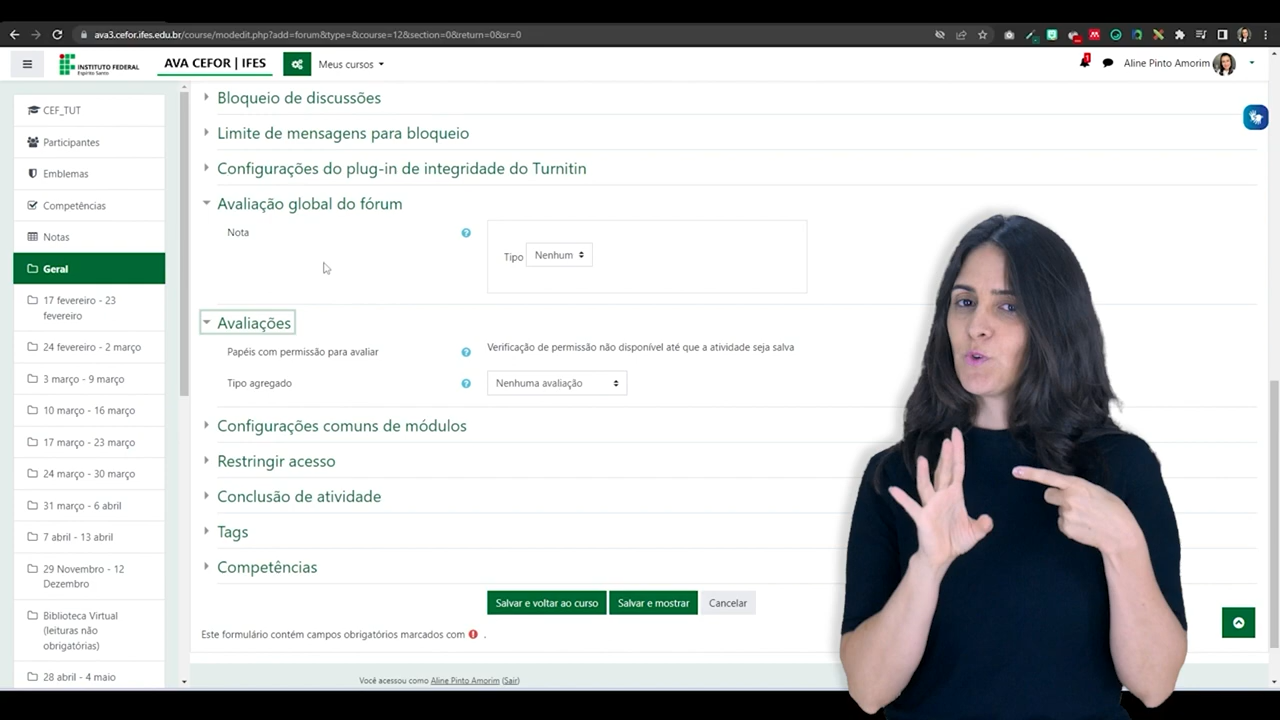 ava3.cefor.ifes.edu.br/course/modedit.php?add=forum&type=&course=12&section=0&return=0&sr=0
INSTITUTO FEDERAL
Espírito Santo
AVA CEFOR | IFES
Meus cursos
Aline Pinto Amorim
CEF_TUT
Participantes
Emblemas
Competências
Notas
Geral
17 fevereiro - 23
fevereiro
24 fevereiro - 2 março
3 março - 9 março
10 março - 16 março
17 março - 23 março
24 março - 30 março
31 março - 6 abril
7 abril - 13 abril
29 Novembro - 12
Dezembro
Biblioteca Virtual
(leituras não
obrigatórias)
28 abril - 4 maio
Bloqueio de discussões
Limite de mensagens para bloqueio
Configurações do plug-in de integridade do Turnitin
Avaliação global do fórum
Nota
Tipo Nenhum
Avaliações
Papéis com permissão para avaliar
Verificação de permissão não disponível até que a atividade seja salva
Tipo agregado
Nenhuma avaliação
Configurações comuns de módulos
Restringir acesso
Conclusão de atividade
Tags
Competências
Salvar e voltar ao curso Salvar e mostrar Cancelar
Este formulário contém campos obrigatórios marcados com .
Você acessou como Aline Pinto Amorim (Sair)